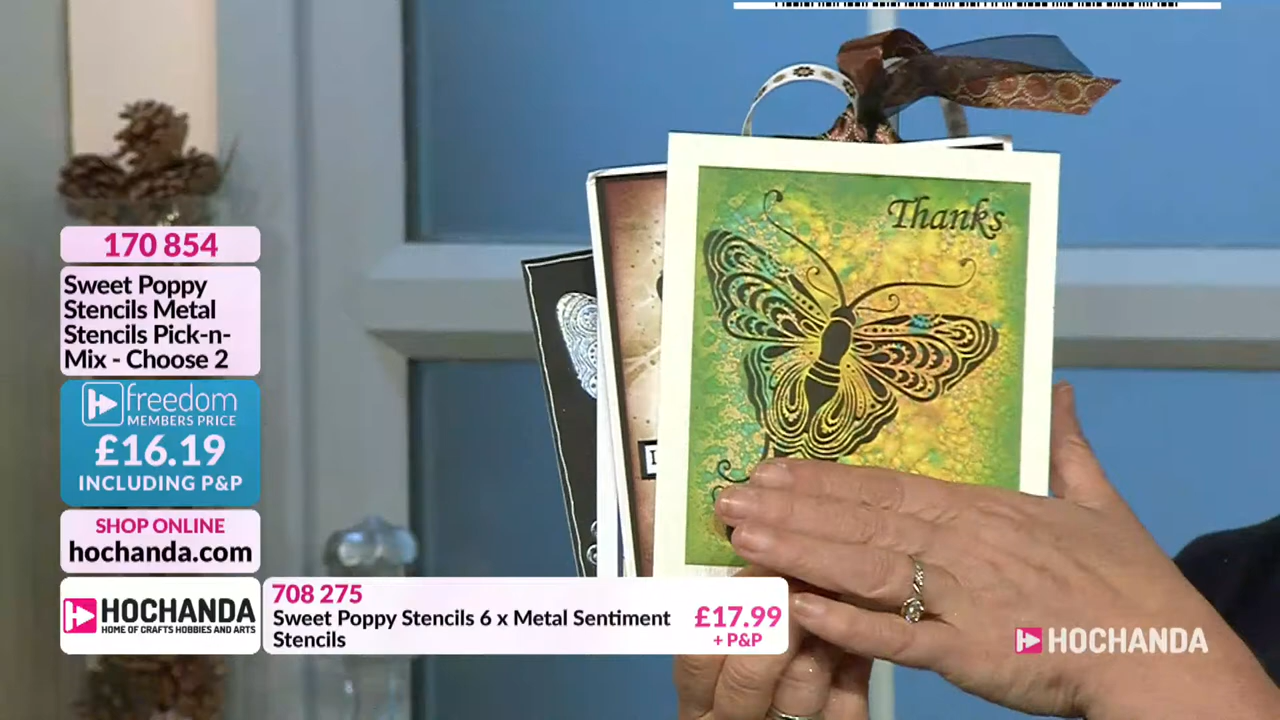 Thanks
170 854
Sweet Poppy
Stencils Metal
Stencils Pick-n-
Mix - Choose 2
freedom
MEMBERS PRICE
£16.19
INCLUDING P&P
SHOP ONLINE
hochanda.com
HOCHANDA
HOME OF CRAFTS HOBBIES AND ARTS
708 275
Sweet Poppy Stencils 6 x Metal Sentiment
Stencils
£17.99
+ P&P
HOCHANDA